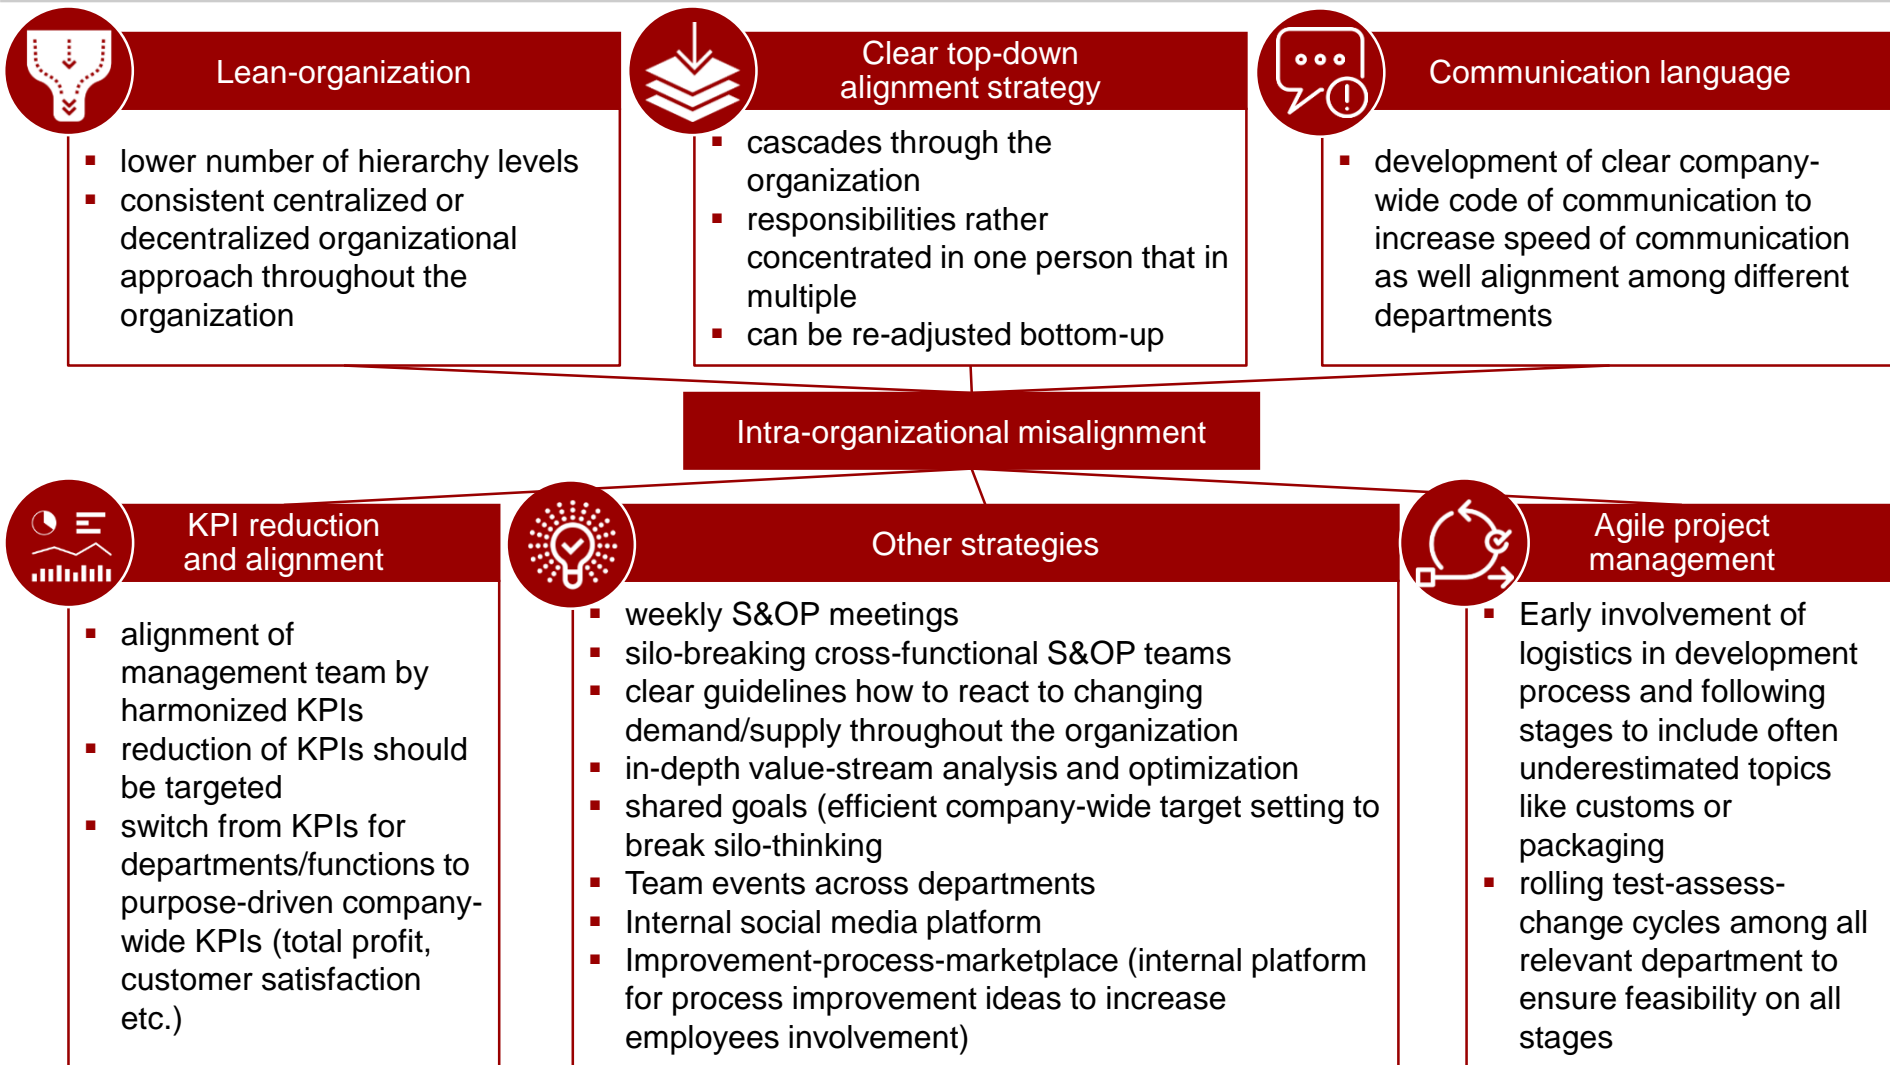 Lean-organization
▪ lower number of hierarchy levels
▪ consistent centralized or
decentralized organizational
approach throughout the
organization
Clear top-down
alignment strategy
▪ cascades through the
organization
▪ responsibilities rather
concentrated in one person that in
multiple
▪ can be re-adjusted bottom-up
Communication language
▪ development of clear company-
wide code of communication to
increase speed of communication
as well alignment among different
departments
Intra-organizational misalignment
KPI reduction
and alignment
▪ alignment of
management team by
harmonized KPIs
▪ reduction of KPIs should
be targeted
▪ switch from KPIs for
departments/functions to
purpose-driven company-
wide KPIs (total profit,
customer satisfaction
etc.)
Other strategies
▪ weekly S&OP meetings
▪ silo-breaking cross-functional S&OP teams
▪ clear guidelines how to react to changing
demand/supply throughout the organization
▪ in-depth value-stream analysis and optimization
▪ shared goals (efficient company-wide target setting to
break silo-thinking
▪ Team events across departments
▪ Internal social media platform
▪ Improvement-process-marketplace (internal platform
for process improvement ideas to increase
employees involvement)
Agile project
management
▪ Early involvement of
logistics in development
process and following
stages to include often
underestimated topics
like customs or
packaging
▪ rolling test-assess-
change cycles among all
relevant department to
ensure feasibility on all
stages